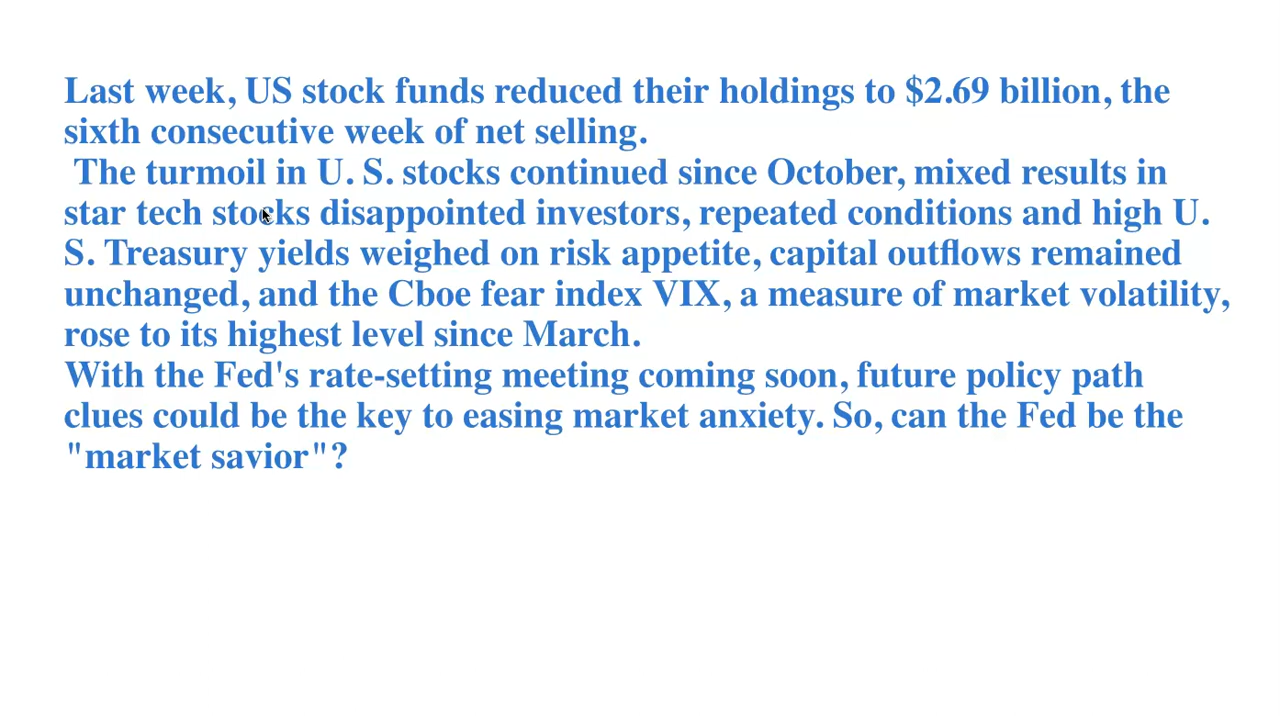 Last week, US stock funds reduced their holdings to $2.69 billion, the
sixth consecutive week of net selling.
The turmoil in U. S. stocks continued since October, mixed results in
star tech stocks disappointed investors, repeated conditions and high U.
S. Treasury yields weighed on risk appetite, capital outflows remained
unchanged, and the Cboe fear index VIX, a measure of market volatility,
rose to its highest level since March.
With the Fed's rate-setting meeting coming soon, future policy path
clues could be the key to easing market anxiety. So, can the Fed be the
"market savior"?